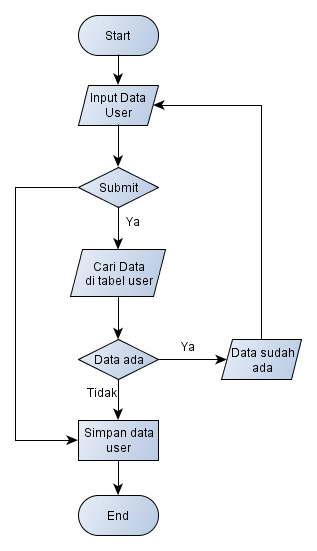 Start
Input Data
User
Submit
Ya
Cari Data
di tabel user
Data ada
Ya
Data sudah
ada
Tidak
Simpan data
user
End